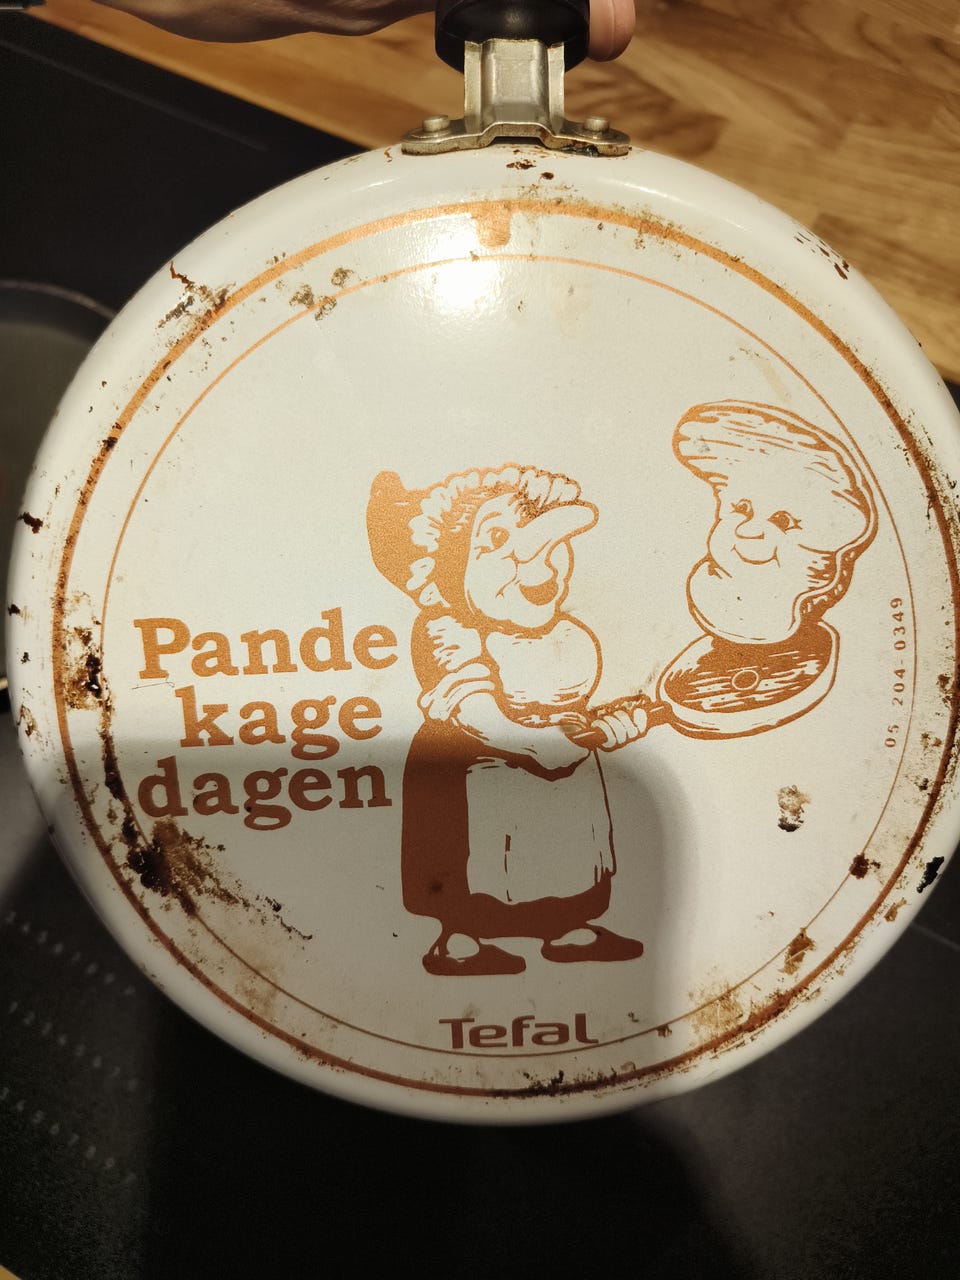 Pande
kage
dagen
05 204-0349
Tefal